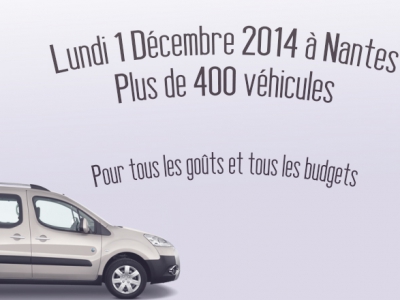 Lundi 1 Décembre 2014 à Nantes
Plus de 400 véhicules
Pour tous les goûts et tous les budgets